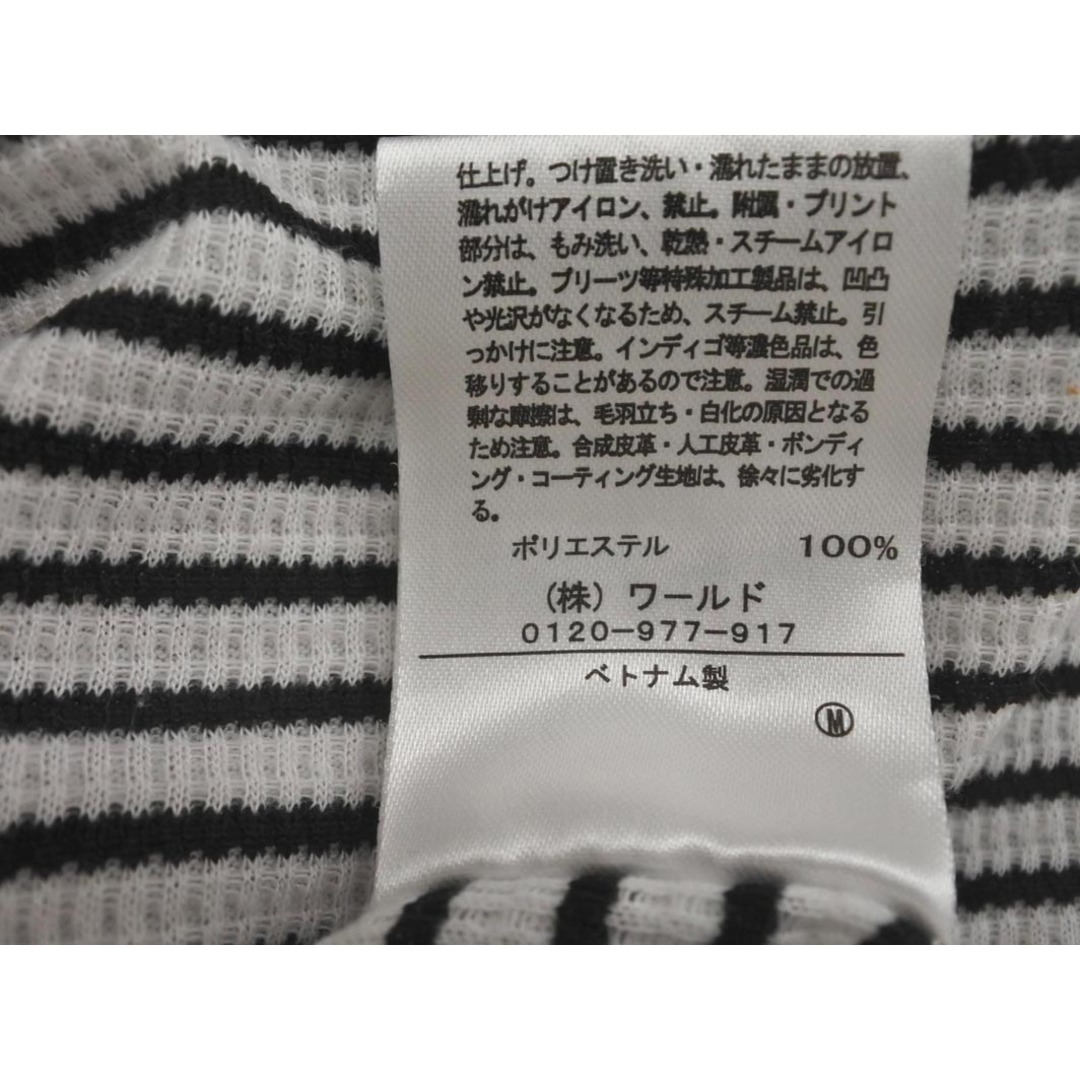 仕上げ。つけ置き洗い・濡れたままの放置、
濡れがけアイロン、禁止。附属・プリント
部分は、もみ洗い、乾熱・スチームアイロ
ン禁止。プリーツ等特殊加工製品は、凹凸
や光沢がなくなるため、スチーム禁止。引
っかけに注意。インディゴ等濃色品は、色
移りすることがあるので注意。湿潤での過
剰な摩擦は、毛羽立ち・白化の原因となる
ため注意。合成皮革・人工皮革・ボンディ
ング・コーティング生地は、徐々に劣化す
る。
ポリエステル 100%
(株) ワールド
0120-977-917
ベトナム製
Ⓜ